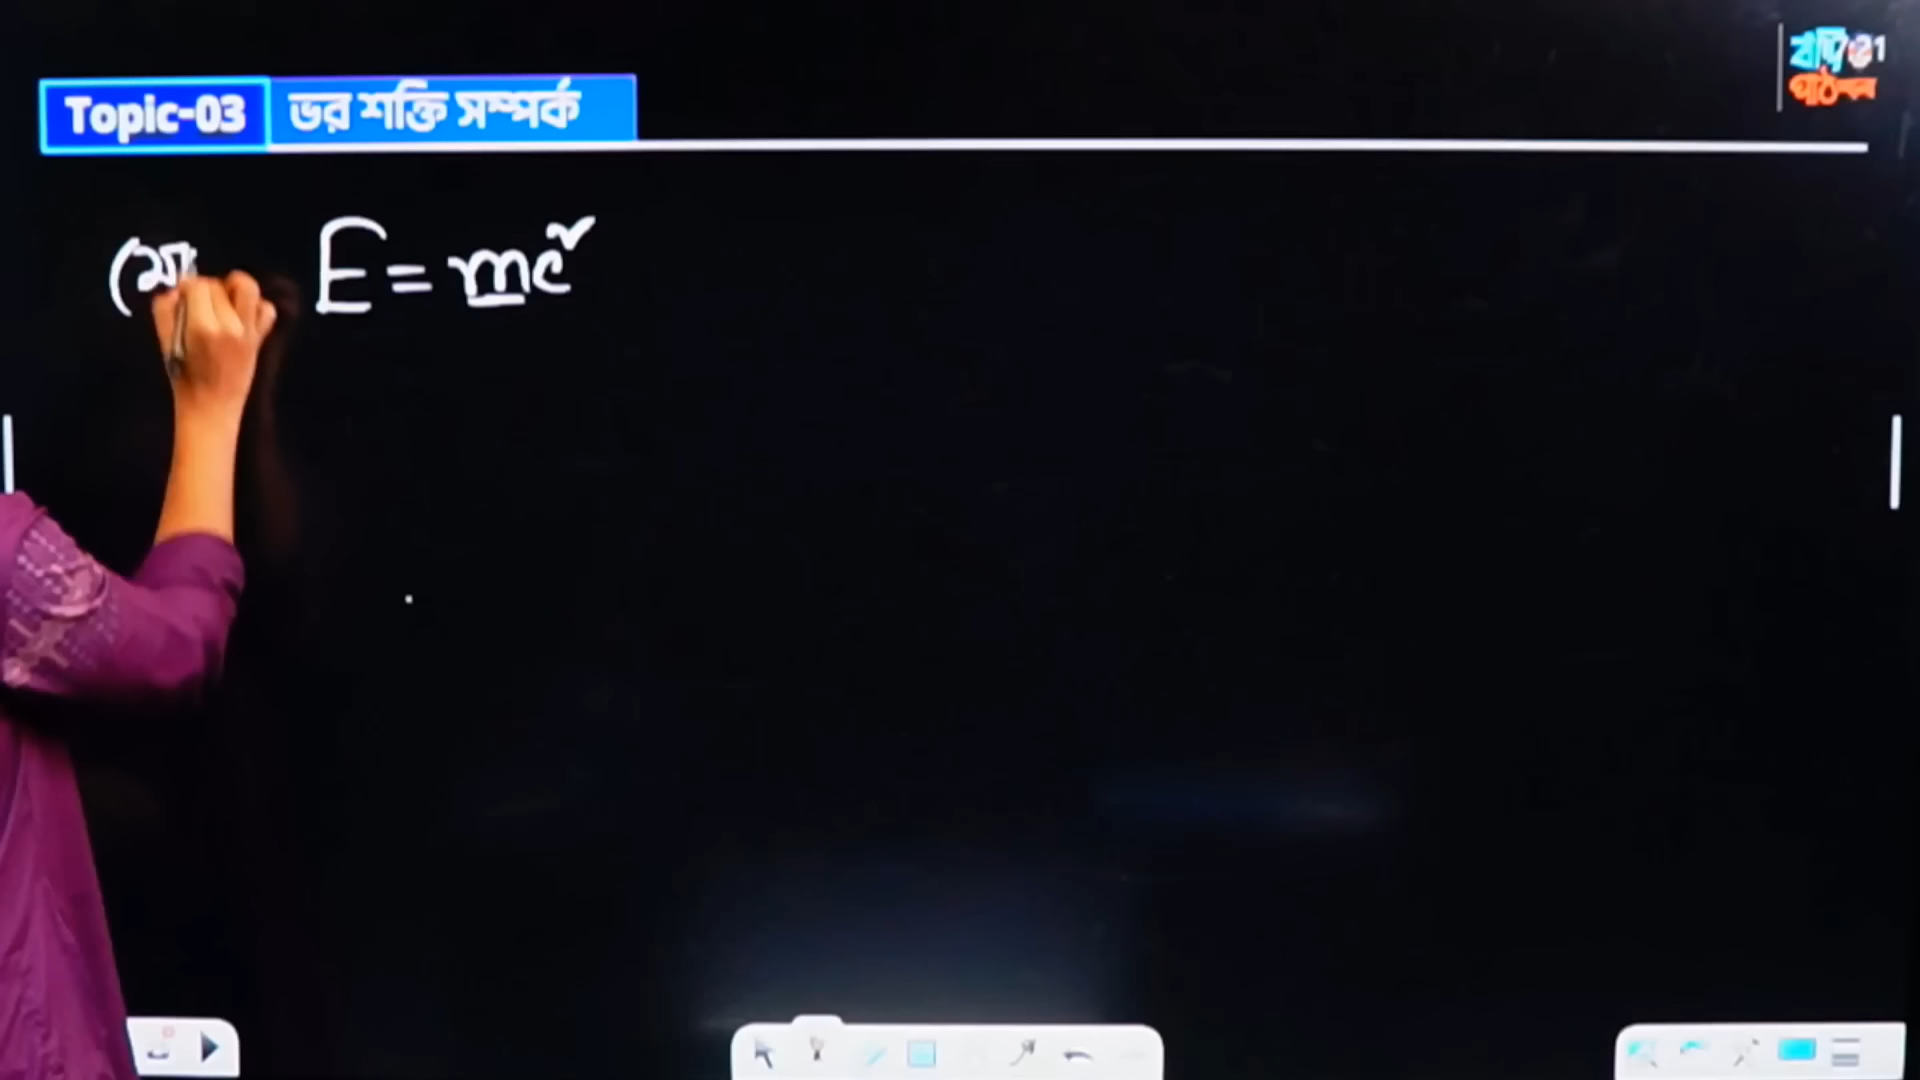 Topic-03 ভর শক্তি সম্পর্ক
E = mc²